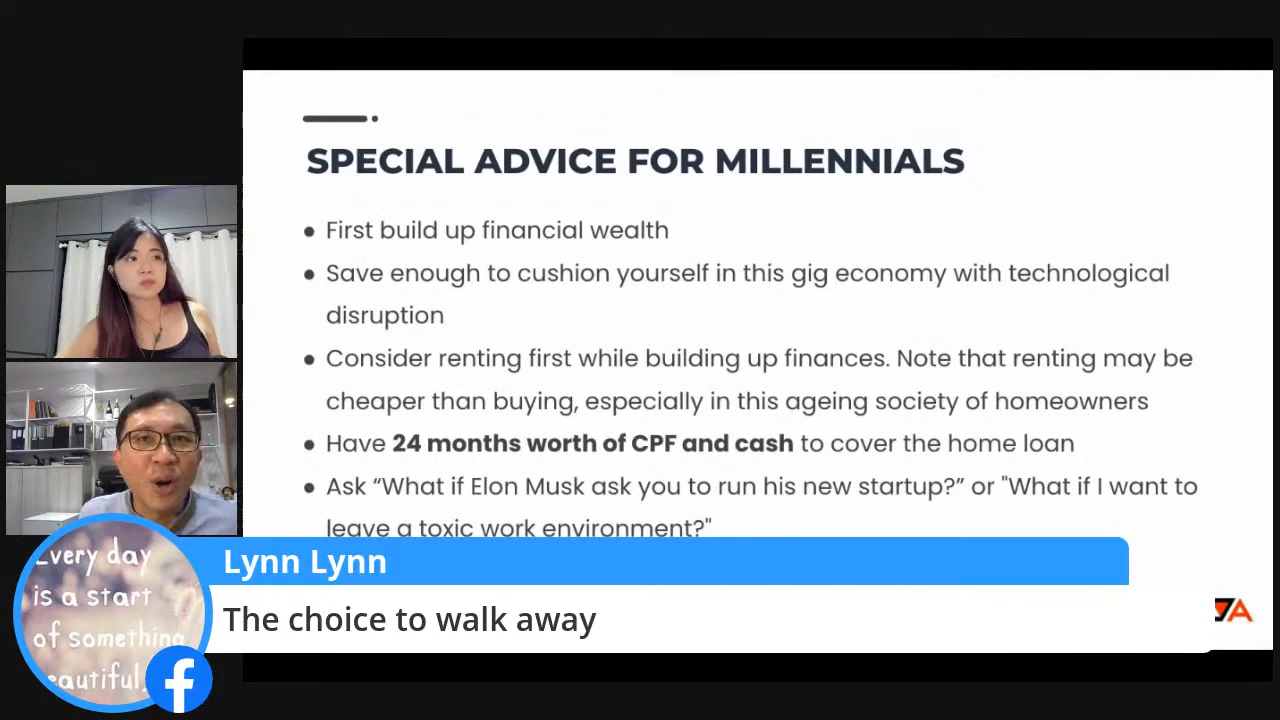 SPECIAL ADVICE FOR MILLENNIALS
● First build up financial wealth
● Save enough to cushion yourself in this gig economy with technological
disruption
● Consider renting first while building up finances. Note that renting may be
cheaper than buying, especially in this ageing society of homeowners
● Have 24 months worth of CPF and cash to cover the home loan
● Ask “What if Elon Musk ask you to run his new startup?” or "What if I want to
leave a toxic work environment?"
Every day
is a start
of something
beautiful.
Lynn Lynn
The choice to walk away